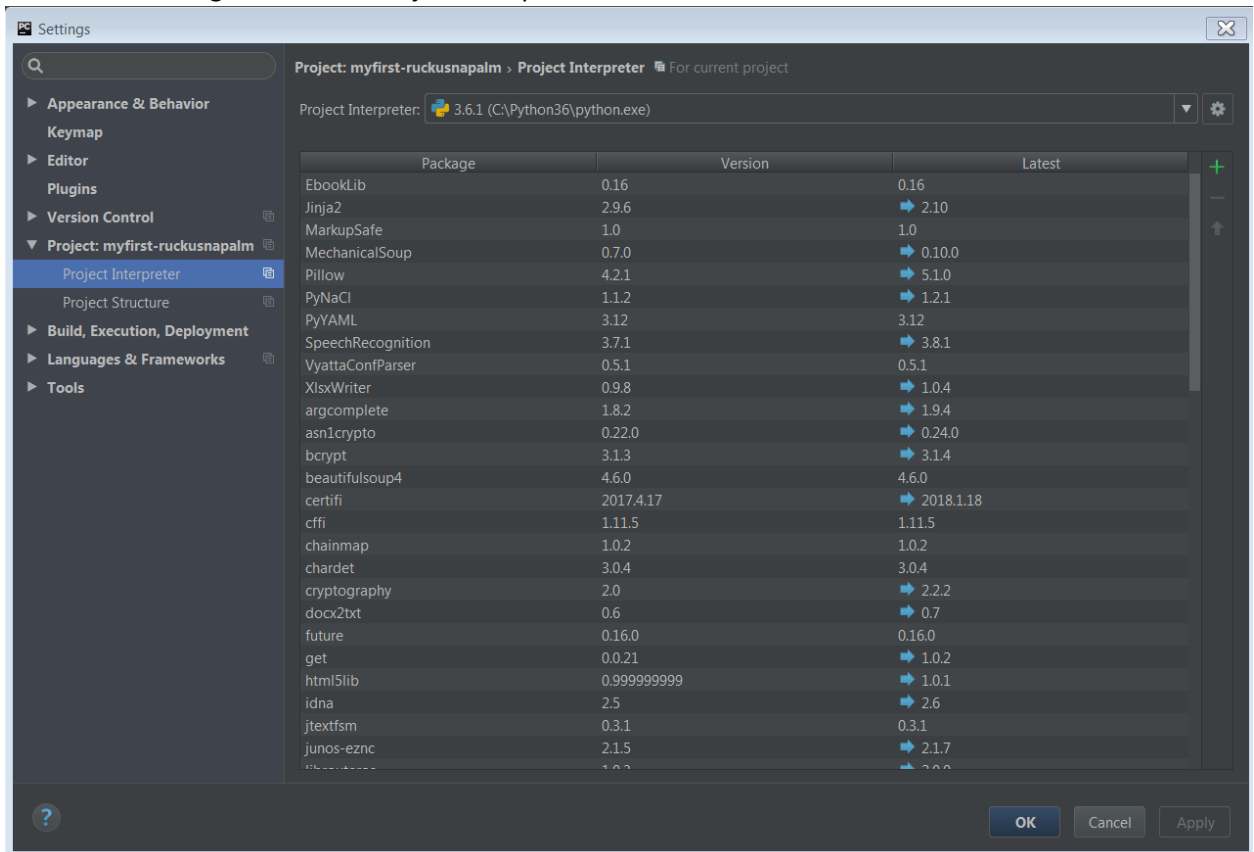 Settings
Project: myfirst-ruckusnapalm › Project Interpreter For current project
Appearance & Behavior
Keymap
Editor
Plugins
Version Control
Project: myfirst-ruckusnapalm
Project Interpreter
Project Structure
Build, Execution, Deployment
Languages & Frameworks
Tools
Project Interpreter: 3.6.1 (C:\Python36\python.exe)
Package Version Latest
EbookLib 0.16 0.16
Jinja2 2.9.6 2.10
MarkupSafe 1.0 1.0
MechanicalSoup 0.7.0 0.10.0
Pillow 4.2.1 5.1.0
PyNaCl 1.1.2 1.2.1
PyYAML 3.12 3.12
SpeechRecognition 3.7.1 3.8.1
VyattaConfParser 0.5.1 0.5.1
XlsxWriter 0.9.8 1.0.4
argcomplete 1.8.2 1.9.4
asn1crypto 0.22.0 0.24.0
bcrypt 3.1.3 3.1.4
beautifulsoup4 4.6.0 4.6.0
certifi 2017.4.17 2018.1.18
cffi 1.11.5 1.11.5
chainmap 1.0.2 1.0.2
chardet 3.0.4 3.0.4
cryptography 2.0 2.2.2
docx2txt 0.6 0.7
future 0.16.0 0.16.0
get 0.0.21 1.0.2
html5lib 0.999999999 1.0.1
idna 2.5 2.6
jtextfsm 0.3.1 0.3.1
junos-eznc 2.1.5 2.1.7
?
OK Cancel Apply